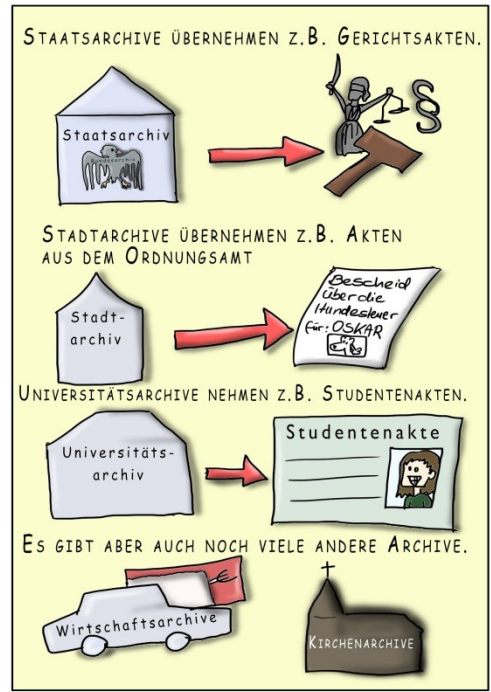 STAATSARCHIVE ÜBERNEHMEN Z.B. GERICHTSAKTEN.
Staatsarchiv
Bundesarchiv
§
STADTARCHIVE ÜBERNEHMEN Z.B. AKTEN
AUS DEM ORDNUNGSAMT
Stadt-
archiv
Bescheid
über die
Hundesteuer
für: OSKAR
UNIVERSITÄTSARCHIVE NEHMEN Z.B. STUDENTENAKTEN.
Universitäts-
archiv
Studentenakte
ES GIBT ABER AUCH NOCH VIELE ANDERE ARCHIVE.
Wirtschaftsarchive
KIRCHENARCHIVE